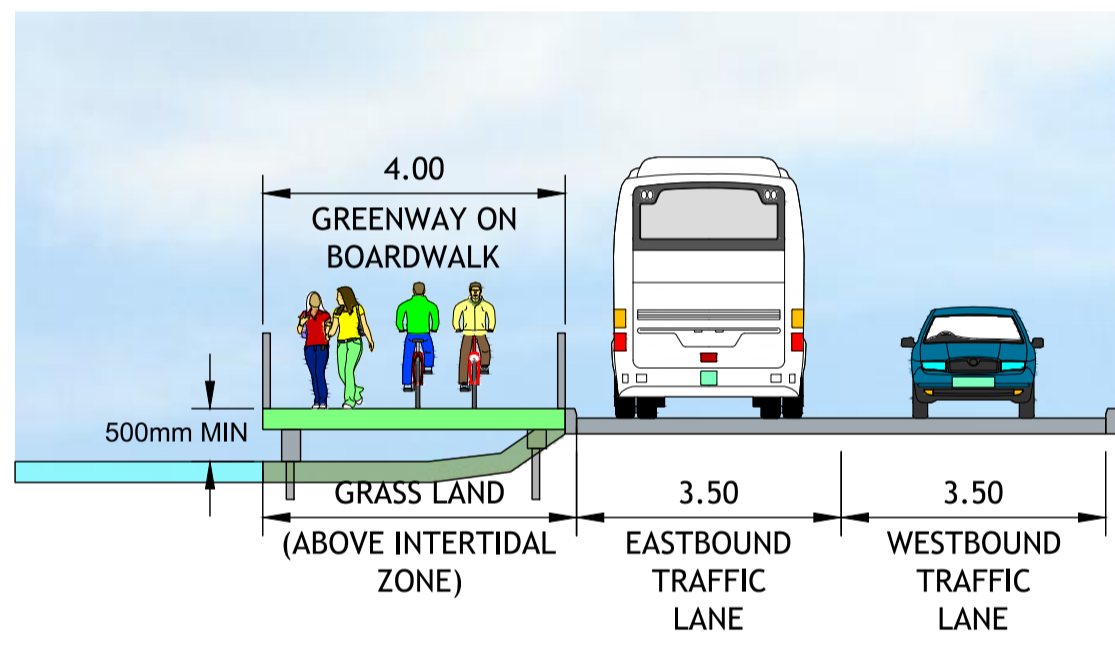 4.00
GREENWAY ON
BOARDWALK
500mm MIN
GRASS LAND
(ABOVE INTERTIDAL
ZONE)
3.50
EASTBOUND
TRAFFIC
LANE
3.50
WESTBOUND
TRAFFIC
LANE